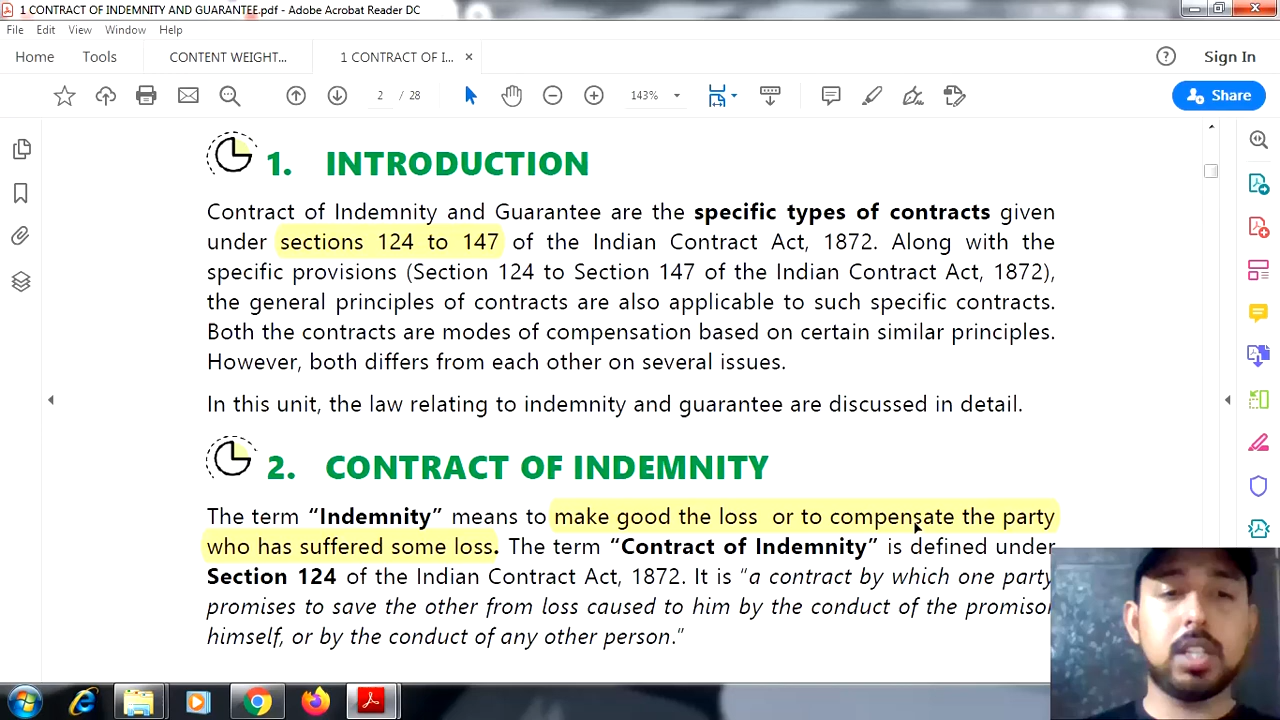 1 CONTRACT OF INDEMNITY AND GUARANTEE.pdf - Adobe Acrobat Reader DC
File Edit View Window Help
Home Tools CONTENT WEIGHT... 1 CONTRACT OF I... ×
Sign In
2 / 28 143% Share
1. INTRODUCTION
Contract of Indemnity and Guarantee are the specific types of contracts given
under sections 124 to 147 of the Indian Contract Act, 1872. Along with the
specific provisions (Section 124 to Section 147 of the Indian Contract Act, 1872),
the general principles of contracts are also applicable to such specific contracts.
Both the contracts are modes of compensation based on certain similar principles.
However, both differs from each other on several issues.
In this unit, the law relating to indemnity and guarantee are discussed in detail.
2. CONTRACT OF INDEMNITY
The term “Indemnity” means to make good the loss or to compensate the party
who has suffered some loss. The term “Contract of Indemnity” is defined under
Section 124 of the Indian Contract Act, 1872. It is “a contract by which one party
promises to save the other from loss caused to him by the conduct of the promisor
himself, or by the conduct of any other person.”